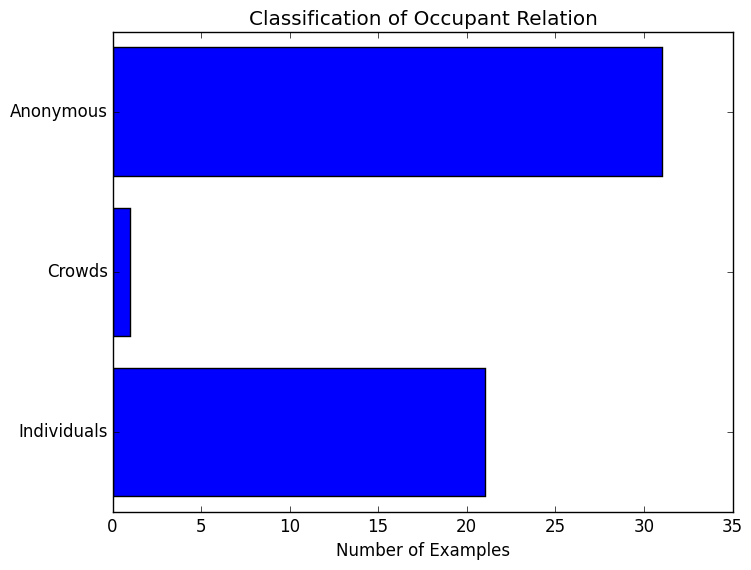 Classification of Occupant Relation
Anonymous
Crowds
Individuals
0 5 10 15 20 25 30 35
Number of Examples